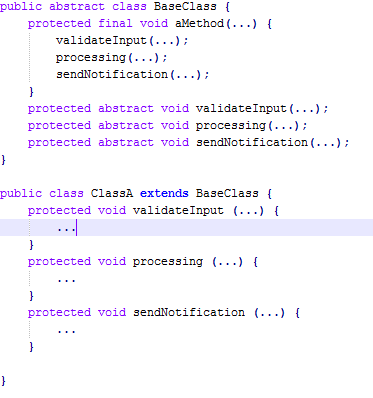 public abstract class BaseClass {
    protected final void aMethod(...) {
        validateInput(...);
        processing(...);
        sendNotification(...);
    }
    protected abstract void validateInput(...);
    protected abstract void processing(...);
    protected abstract void sendNotification(...);
}

public class ClassA extends BaseClass {
    protected void validateInput (...) {
        ...
    }
    protected void processing (...) {
        ...
    }
    protected void sendNotification (...) {
        ...
    }

}